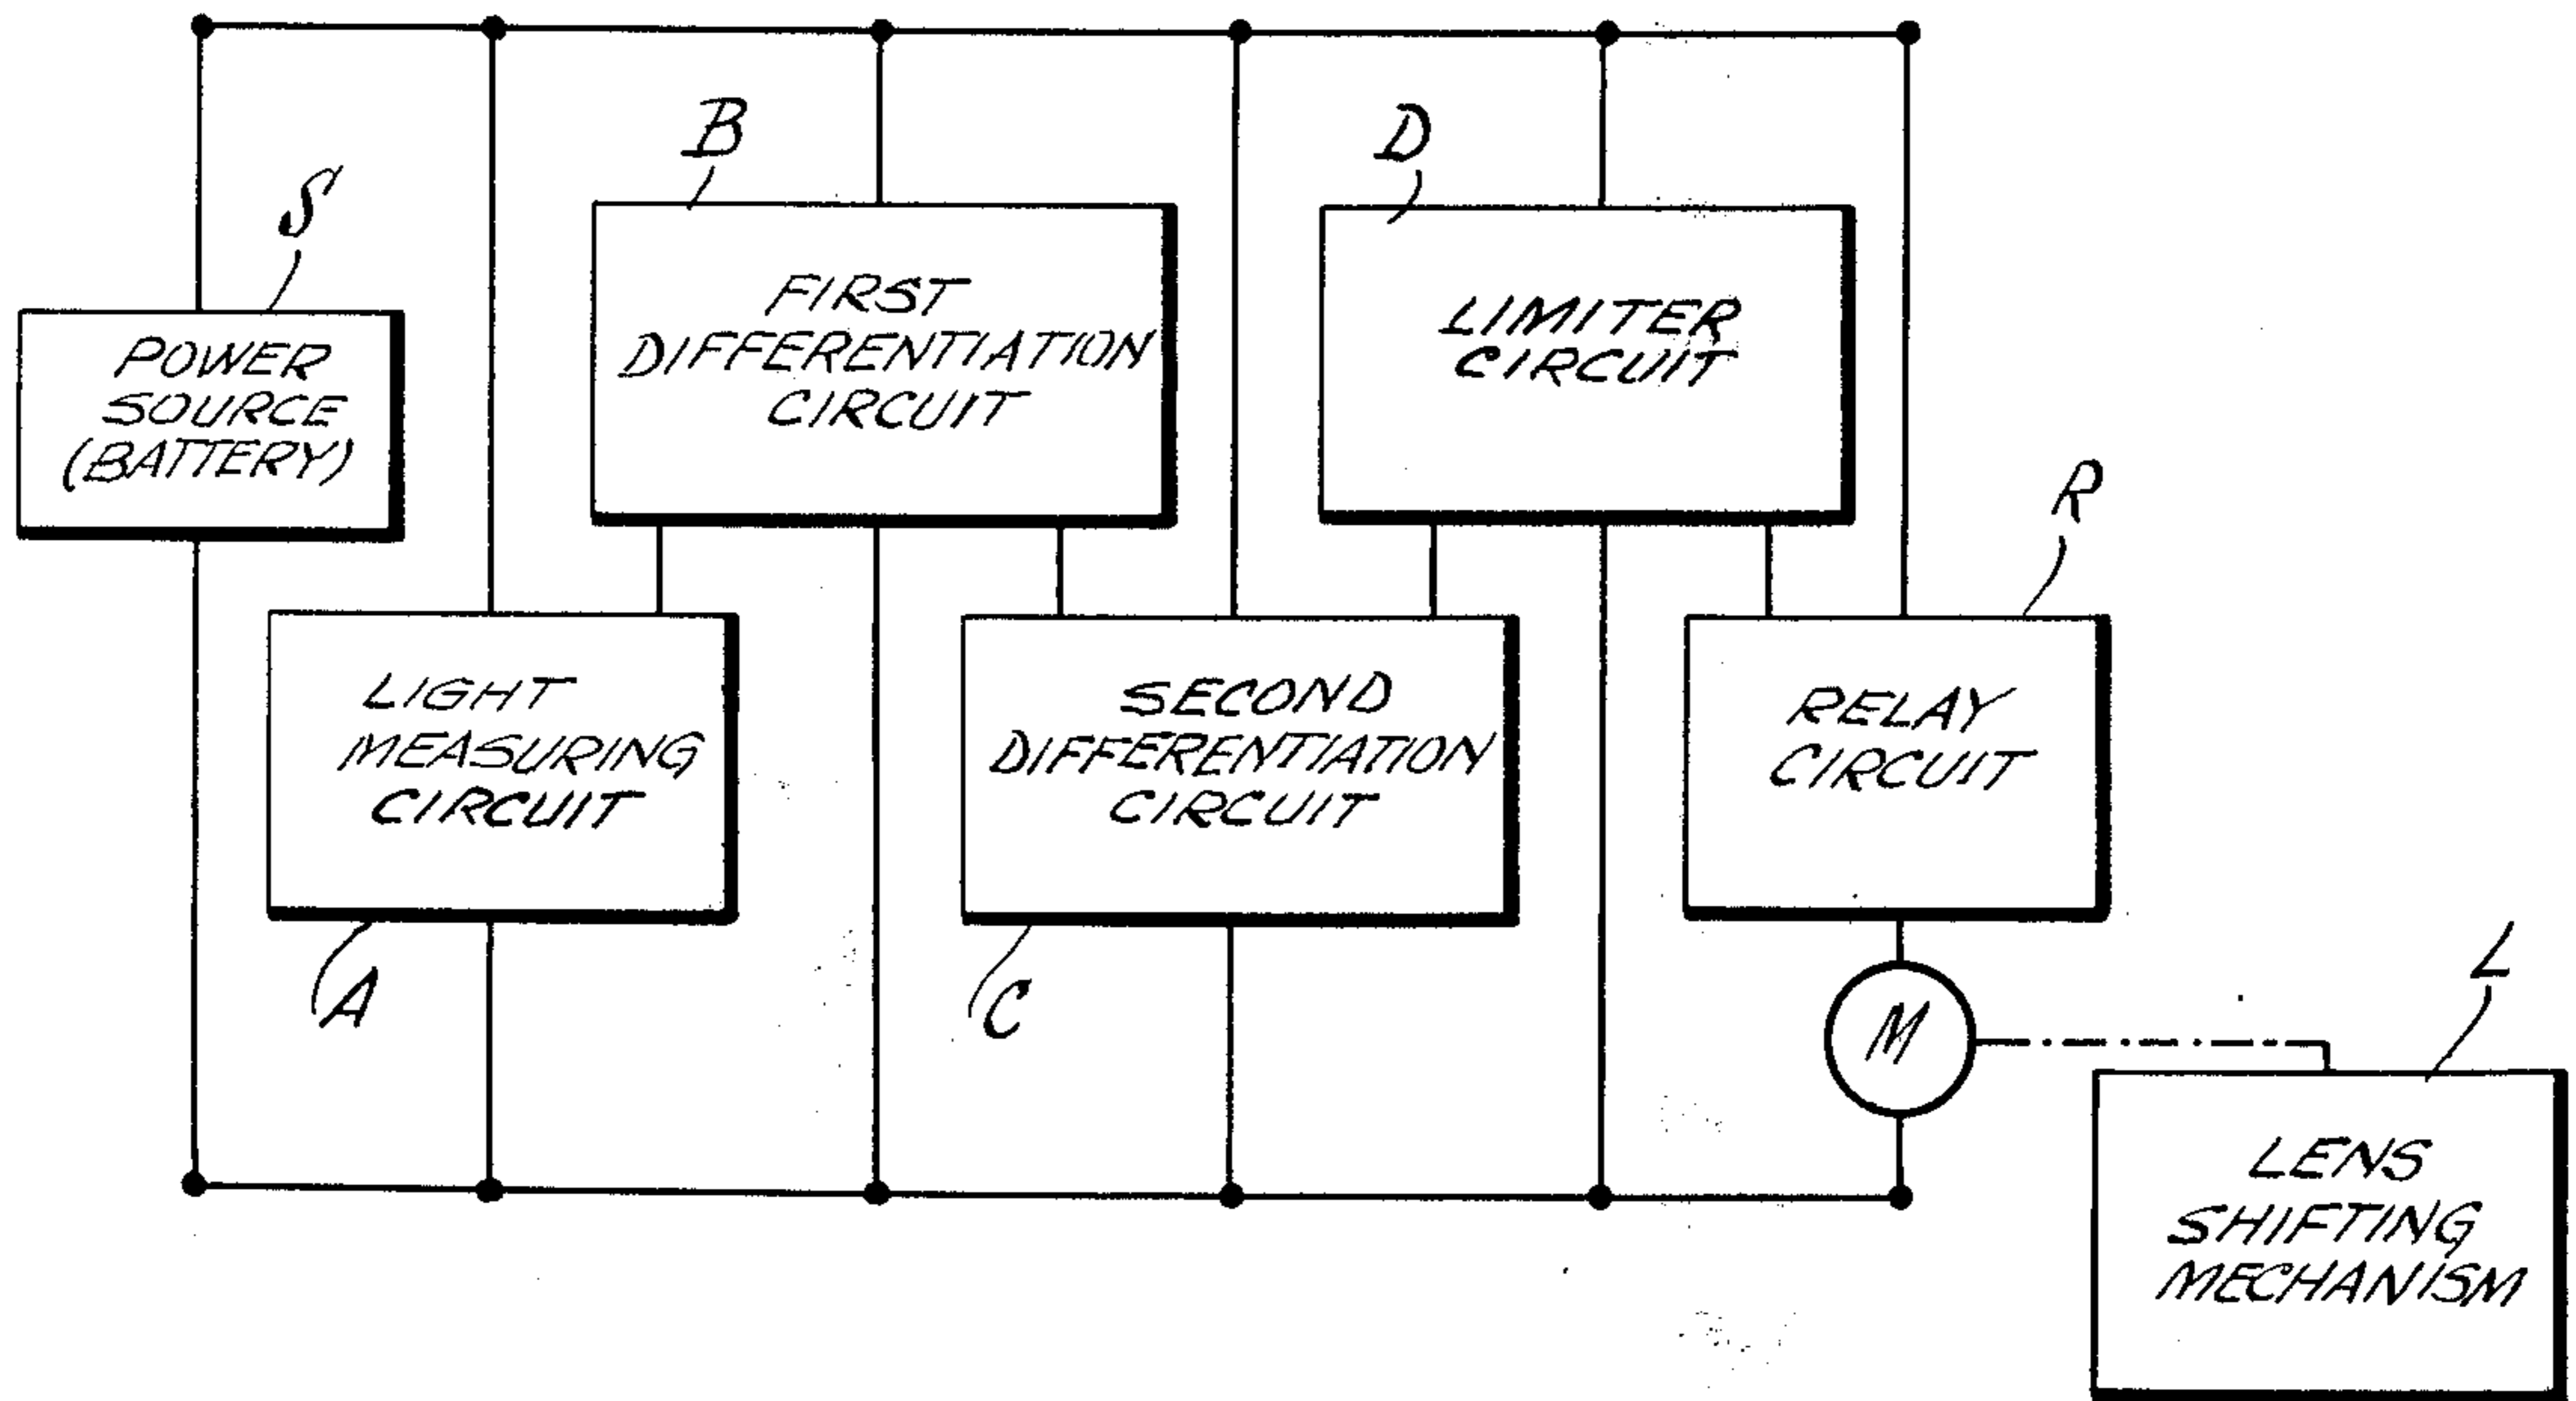 B
D
S
FIRST
DIFFERENTIATION
CIRCUIT
LIMITER
CIRCUIT
POWER
SOURCE
(BATTERY)
R
LIGHT
MEASURING
CIRCUIT
SECOND
DIFFERENTIATION
CIRCUIT
RELAY
CIRCUIT
A
C
L
M
LENS
SHIFTING
MECHANISM